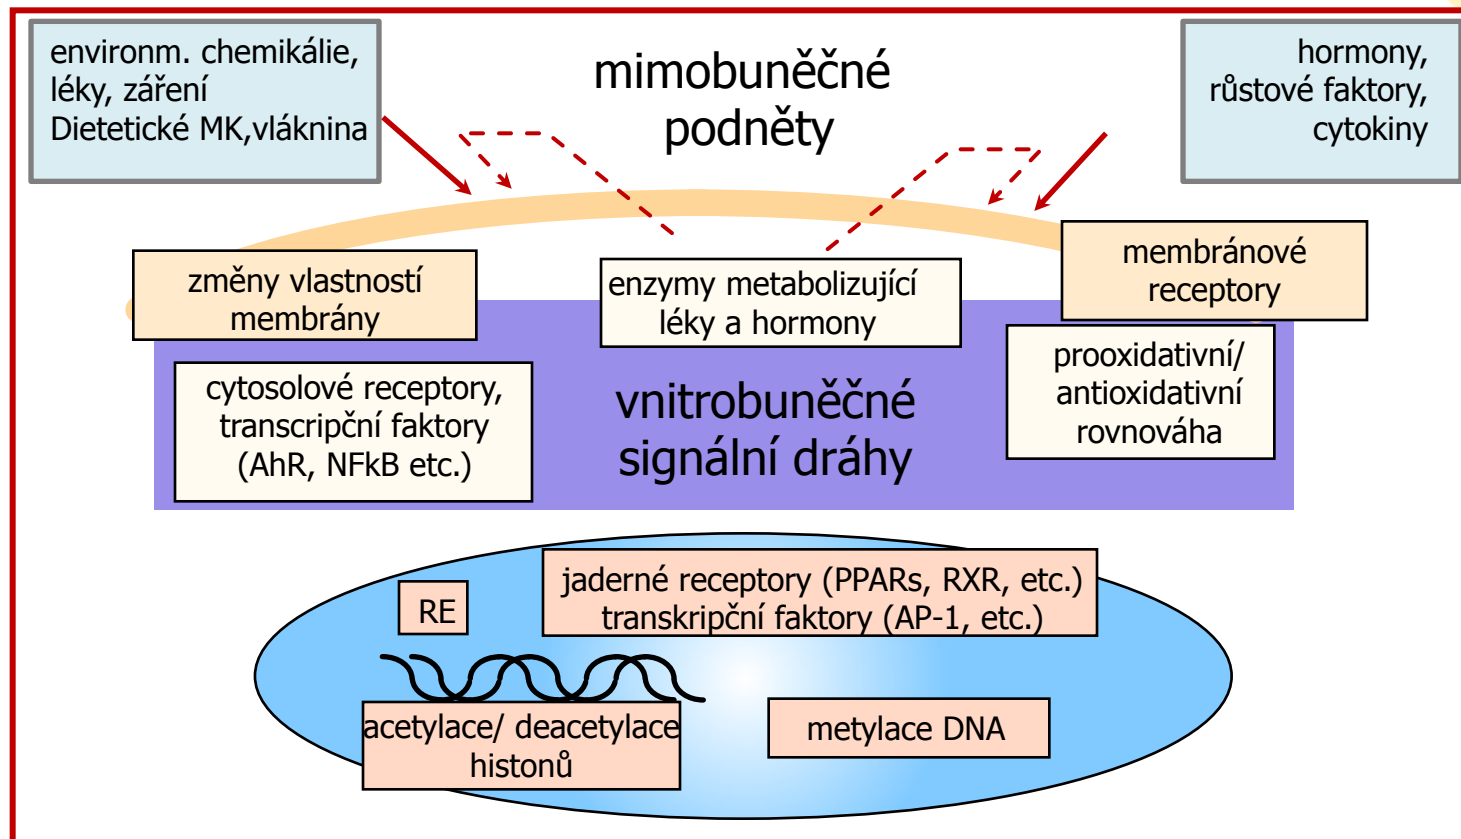 environm. chemikálie,
léky, záření
Dietetické MK,vláknina
mimobuněčné
podněty
hormony,
růstové faktory,
cytokiny
změny vlastností
membrány
enzymy metabolizující
léky a hormony
membránové
receptory
cytosolové receptory,
transcripční faktory
(AhR, NFkB etc.)
vnitrobuněčné
signální dráhy
prooxidativní/
antioxidativní
rovnováha
RE
jaderné receptory (PPARs, RXR, etc.)
transkripční faktory (AP-1, etc.)
acetylace/ deacetylace
histonů
metylace DNA